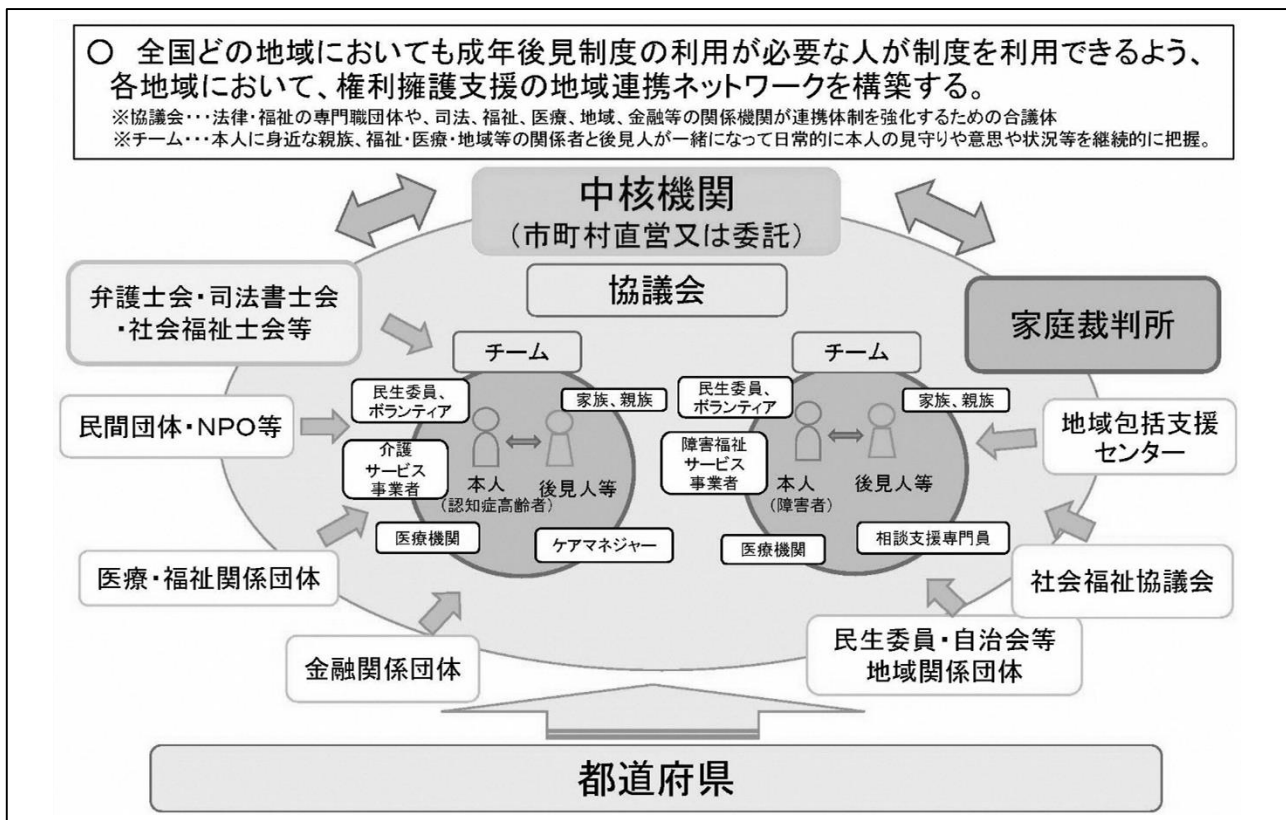 ○ 全国どの地域においても成年後見制度の利用が必要な人が制度を利用できるよう、
各地域において、権利擁護支援の地域連携ネットワークを構築する。
※協議会・・・法律・福祉の専門職団体や、司法、福祉、医療、地域、金融等の関係機関が連携体制を強化するための合議体
※チーム・・・本人に身近な親族、福祉・医療・地域等の関係者と後見人が一緒になって日常的に本人の見守りや意思や状況等を継続的に把握。
中核機関
(市町村直営又は委託)
協議会
弁護士会・司法書士会
・社会福祉士会等
家庭裁判所
民間団体・NPO等
医療・福祉関係団体
金融関係団体
チーム
民生委員、
ボランティア
家族、親族
介護
サービス
事業者
本人
(認知症高齢者)
後見人等
医療機関
ケアマネジャー
チーム
民生委員、
ボランティア
家族、親族
障害福祉
サービス
事業者
本人
(障害者)
後見人等
医療機関
相談支援専門員
地域包括支援
センター
社会福祉協議会
民生委員・自治会等
地域関係団体
都道府県